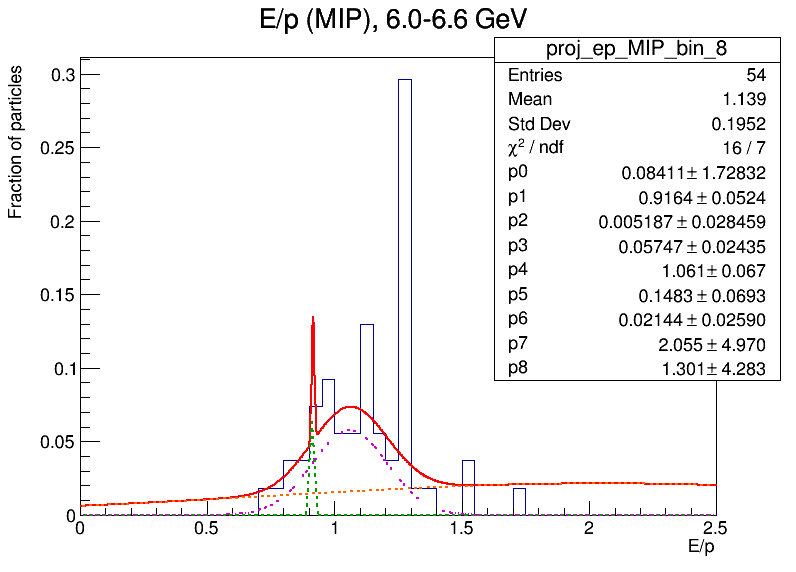 E/p (MIP), 6.0-6.6 GeV
proj_ep_MIP_bin_8
Entries 54
Mean 1.139
Std Dev 0.1952
χ² / ndf 16 / 7
p0 0.08411 ± 1.72832
p1 0.9164 ± 0.0524
p2 0.005187 ± 0.028459
p3 0.05747 ± 0.02435
p4 1.061 ± 0.067
p5 0.1483 ± 0.0693
p6 0.02144 ± 0.02590
p7 2.055 ± 4.970
p8 1.301 ± 4.283
Fraction of particles
0.3
0.25
0.2
0.15
0.1
0.05
0
0 0.5 1 1.5 2 2.5
E/p